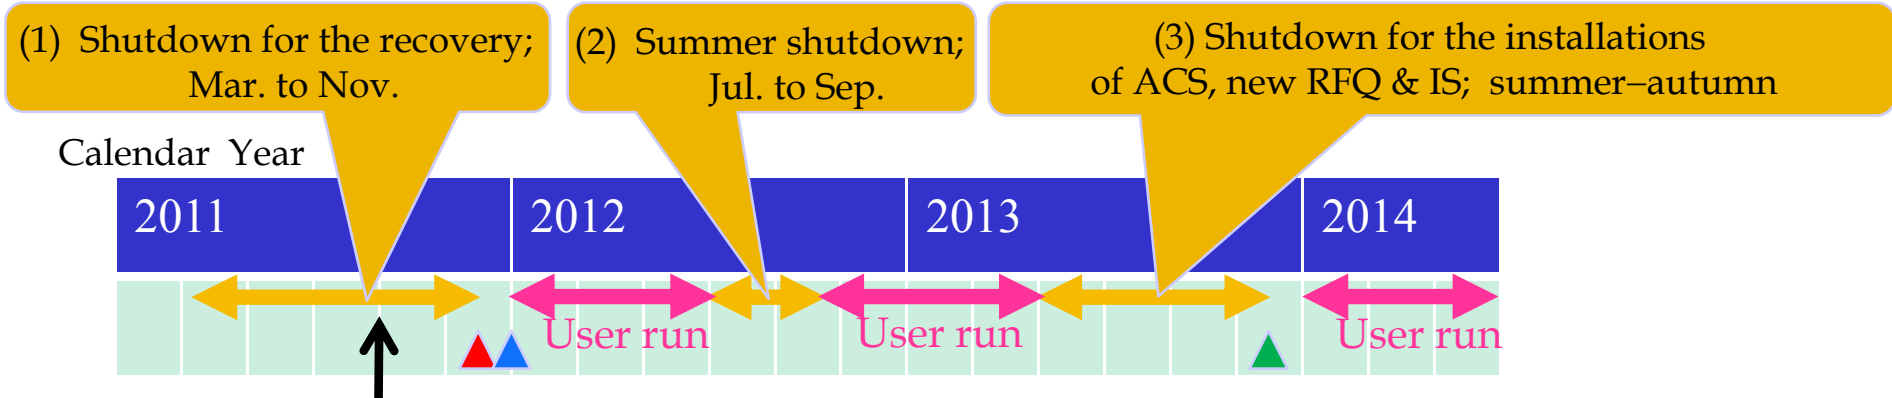 (1) Shutdown for the recovery;
Mar. to Nov.
(2) Summer shutdown;
Jul. to Sep.
(3) Shutdown for the installations
of ACS, new RFQ & IS; summer–autumn
Calendar Year
2011 2012 2013 2014
User run User run User run